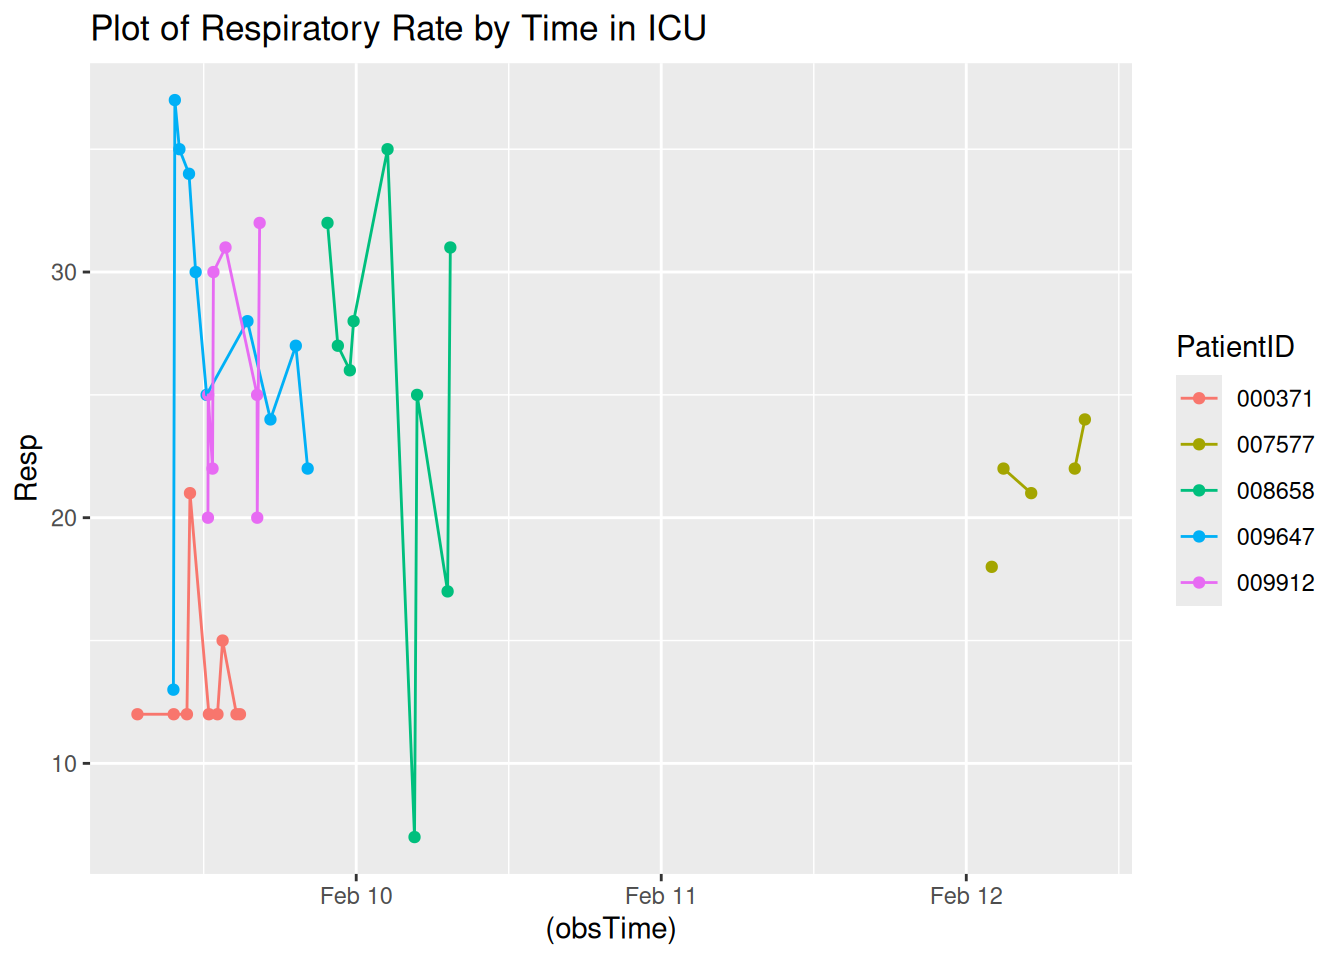 Plot of Respiratory Rate by Time in ICU
Resp
30
20
10
Feb 10
Feb 11
Feb 12
(obsTime)
PatientID
000371
007577
008658
009647
009912